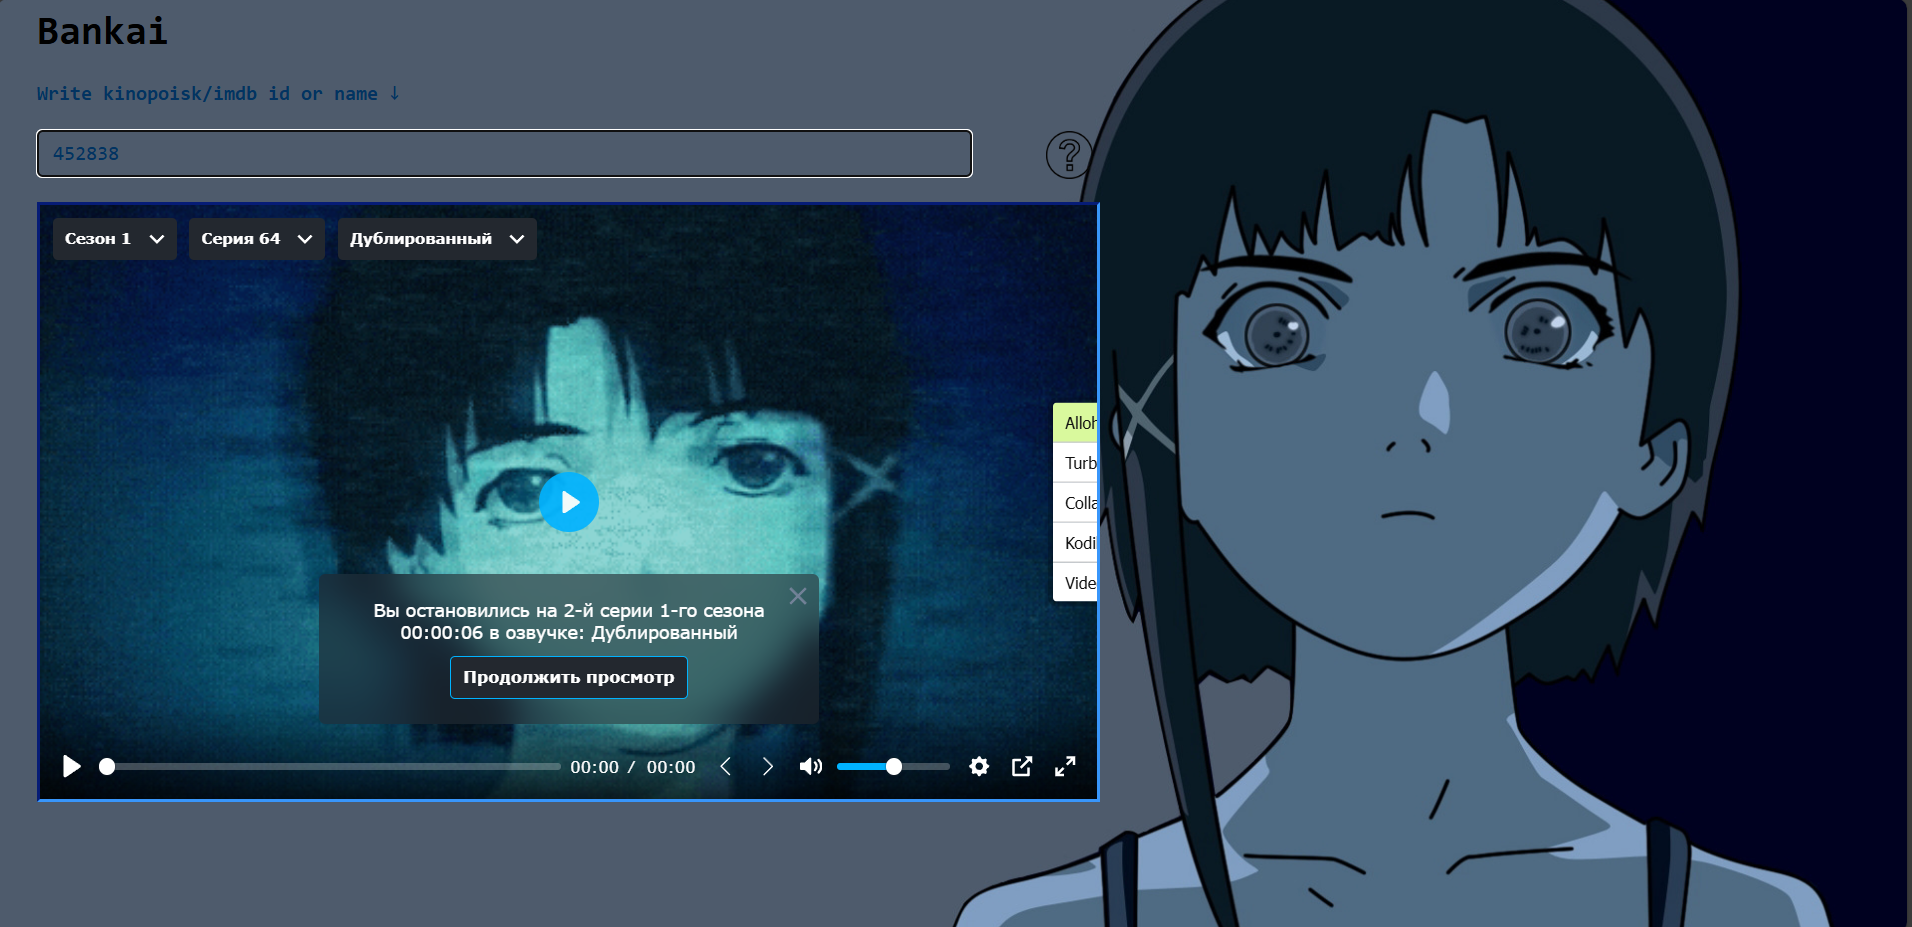 Bankai
Write kinopoisk/imdb id or name ↓
452838
Сезон 1
Серия 64
Дублированный
Alloh
Turb
Colla
Kodi
Vide
Вы остановились на 2-й серии 1-го сезона
00:00:06 в озвучке: Дублированный
Продолжить просмотр
00:00 / 00:00